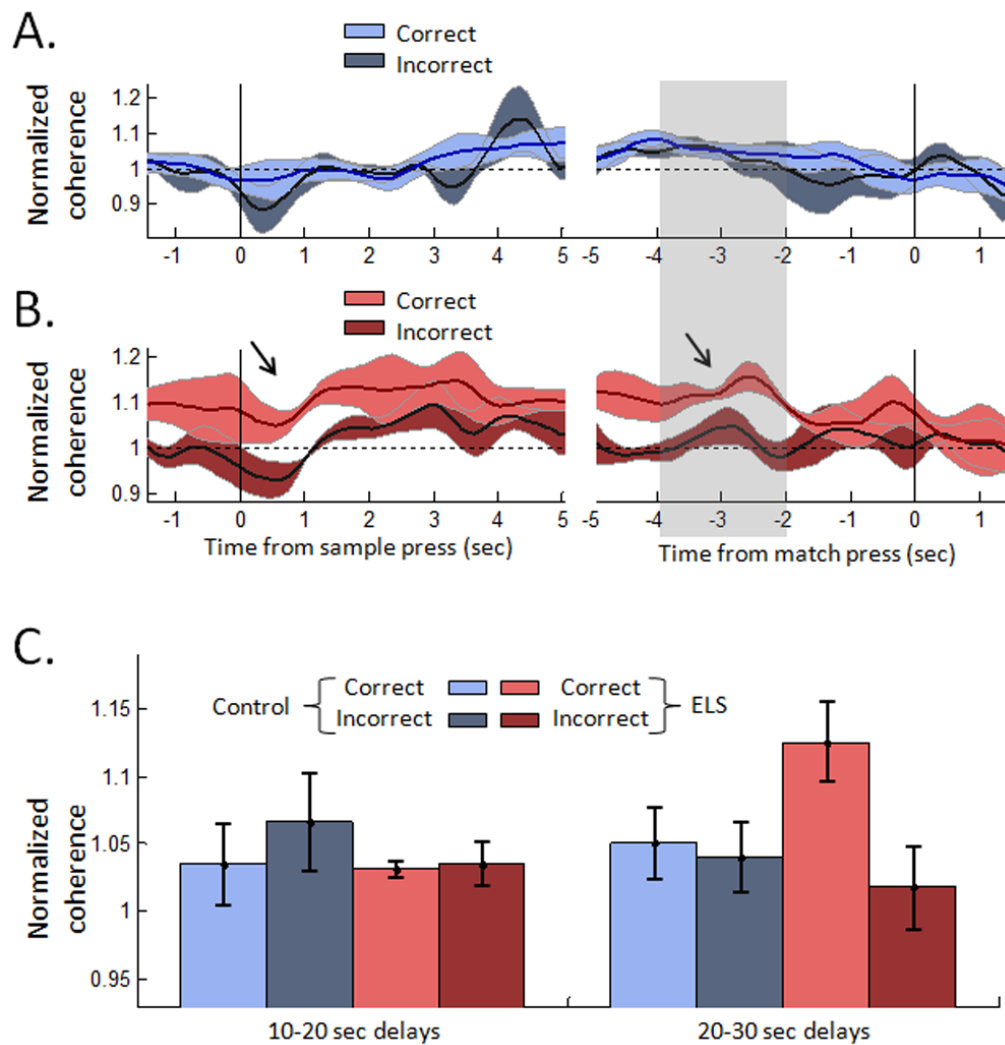 A.
Correct
Incorrect
Normalized coherence
1.2
1.1
1
0.9
-1 0 1 2 3 4 5 -5 -4 -3 -2 -1 0 1
B.
Correct
Incorrect
Normalized coherence
1.2
1.1
1
0.9
-1 0 1 2 3 4 5 -5 -4 -3 -2 -1 0 1
Time from sample press (sec)
Time from match press (sec)
C.
Control
Correct
Incorrect
Correct
Incorrect
ELS
Normalized coherence
1.15
1.1
1.05
1
0.95
10-20 sec delays
20-30 sec delays